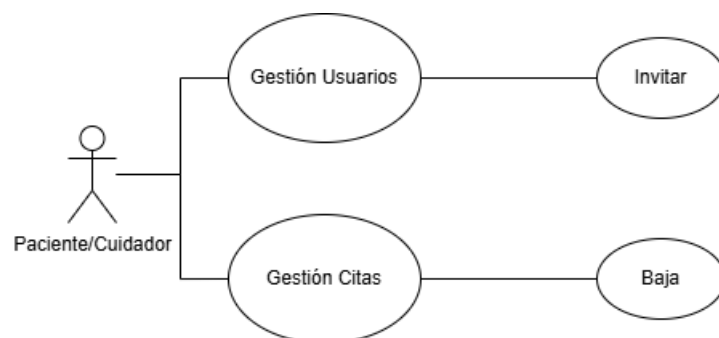 Gestión Usuarios
Invitar
Paciente/Cuidador
Gestión Citas
Baja